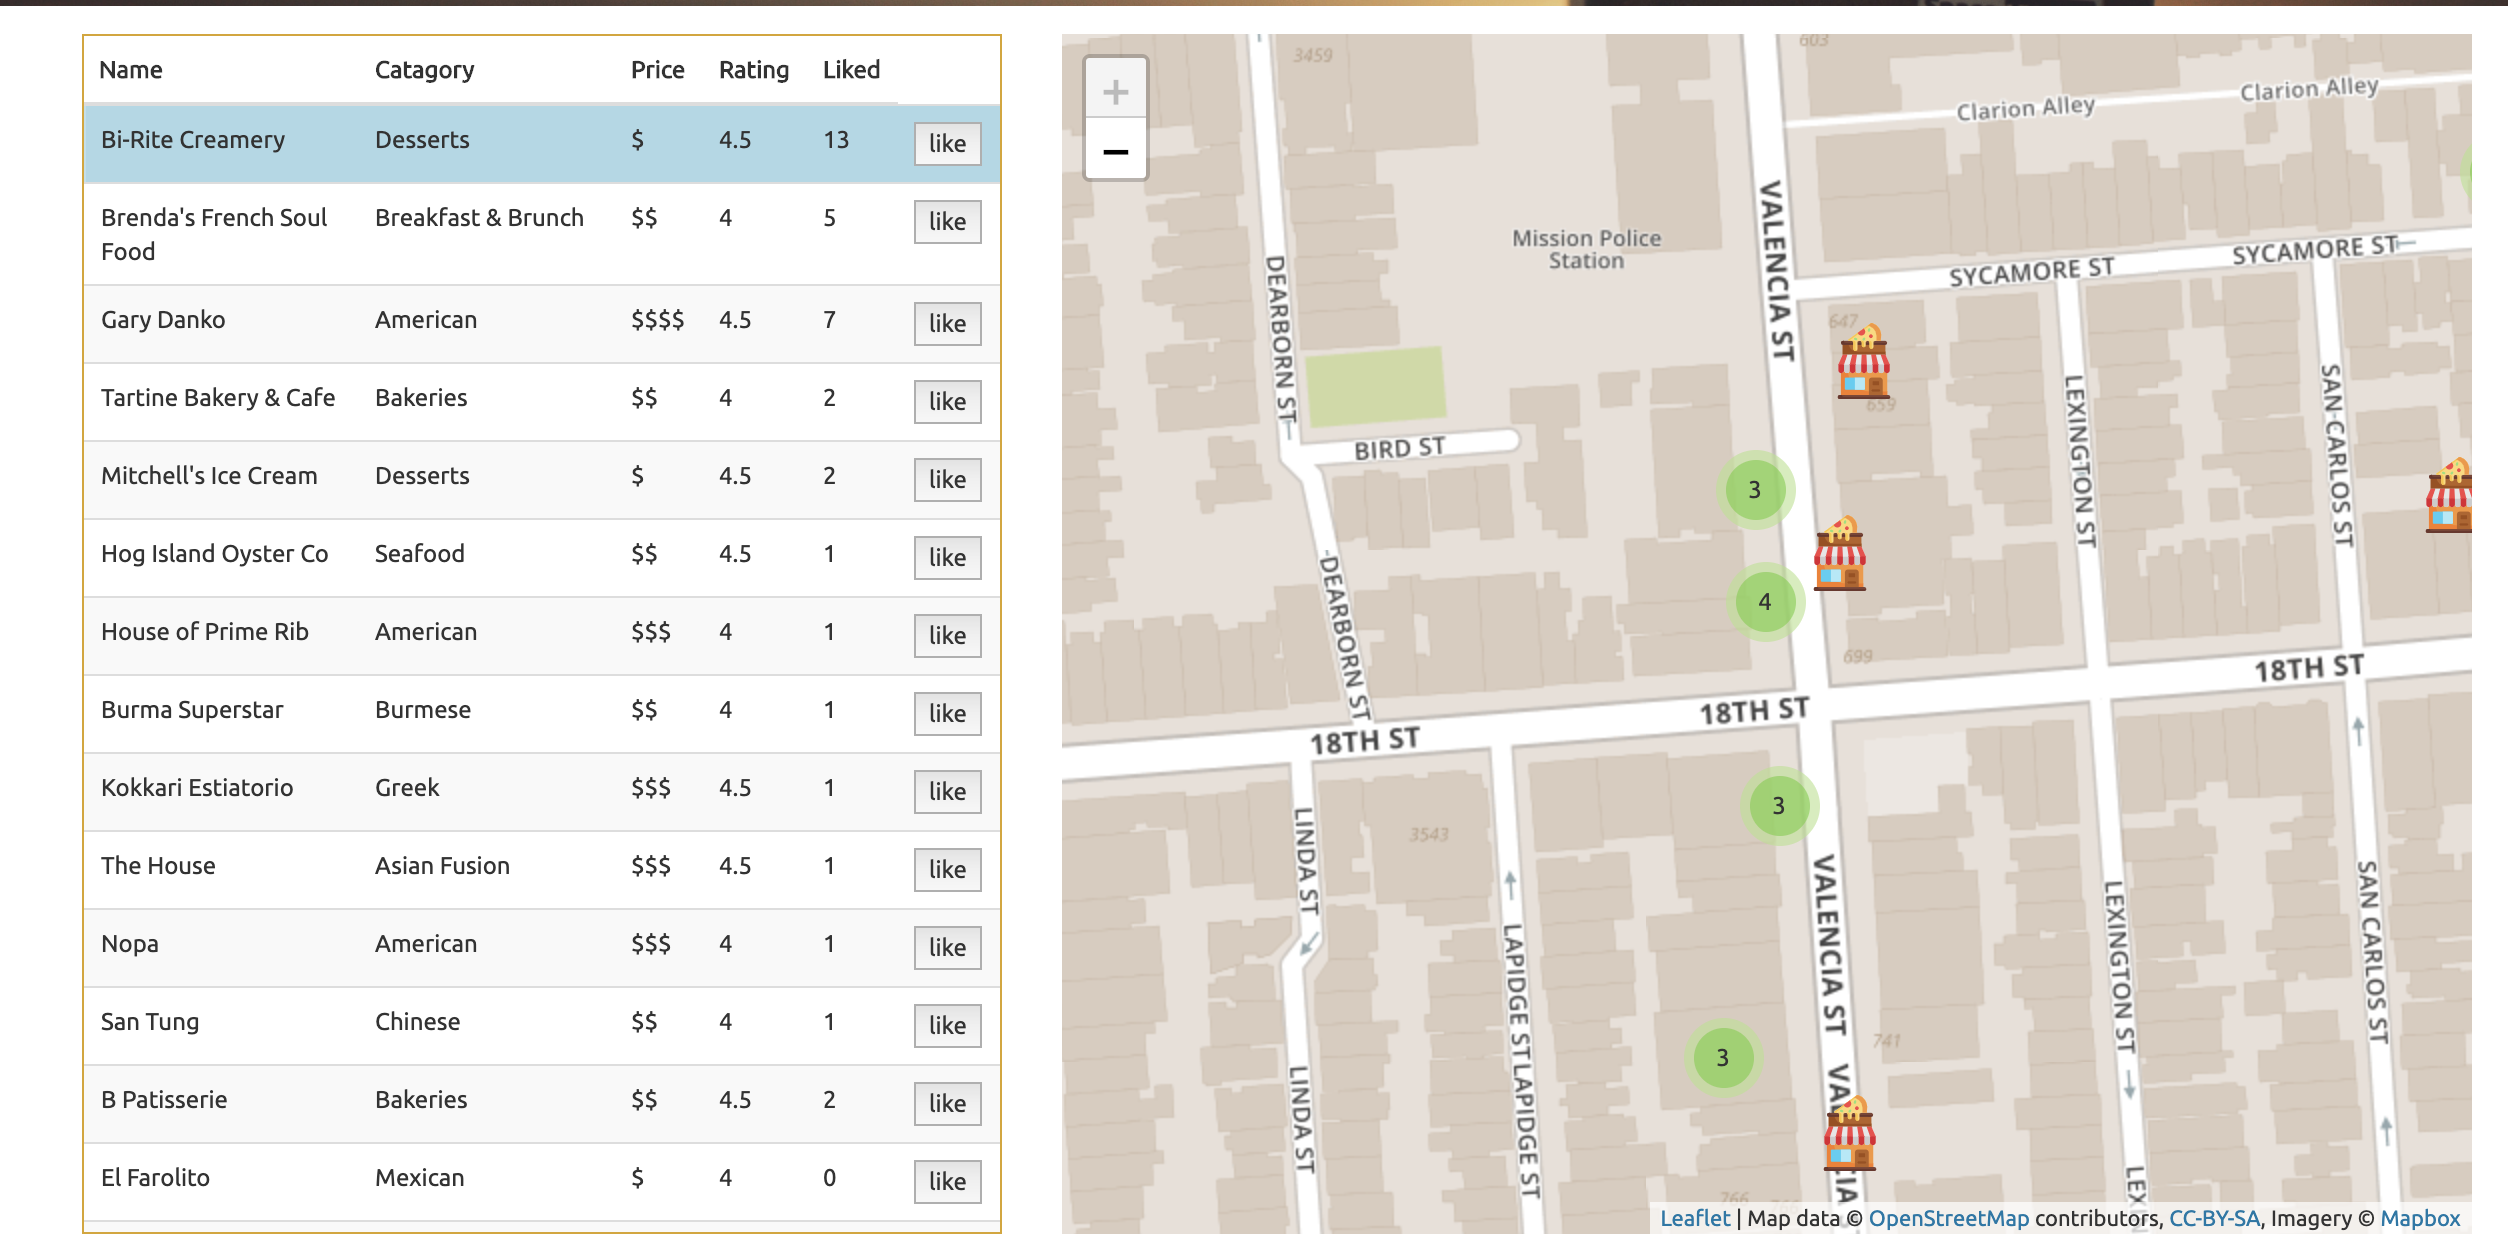 Name Catagory Price Rating Liked
Bi-Rite Creamery Desserts $ 4.5 13 like
Brenda's French Soul Breakfast & Brunch $$ 4 5 like
Food
Gary Danko American $$$$ 4.5 7 like
Tartine Bakery & Cafe Bakeries $$ 4 2 like
Mitchell's Ice Cream Desserts $ 4.5 2 like
Hog Island Oyster Co Seafood $$ 4.5 1 like
House of Prime Rib American $$$ 4 1 like
Burma Superstar Burmese $$ 4 1 like
Kokkari Estiatorio Greek $$$ 4.5 1 like
The House Asian Fusion $$$ 4.5 1 like
Nopa American $$$ 4 1 like
San Tung Chinese $$ 4 1 like
B Patisserie Bakeries $$ 4.5 2 like
El Farolito Mexican $ 4 0 like
+
−
3459
603
Clarion Alley
Clarion Alley
Mission Police
Station
VALENCIA ST
SYCAMORE ST
SYCAMORE ST
DEARBORN ST
647
659
BIRD ST
LEXINGTON ST
SAN CARLOS ST
3
4
DEARBORN ST
699
18TH ST
18TH ST
18TH ST
3
LINDA ST
3543
VALENCIA ST
LEXINGTON ST
SAN CARLOS ST
LAPIDGE ST
LAPIDGE ST
3
741
LINDA ST
766
Leaflet | Map data © OpenStreetMap contributors, CC-BY-SA, Imagery © Mapbox